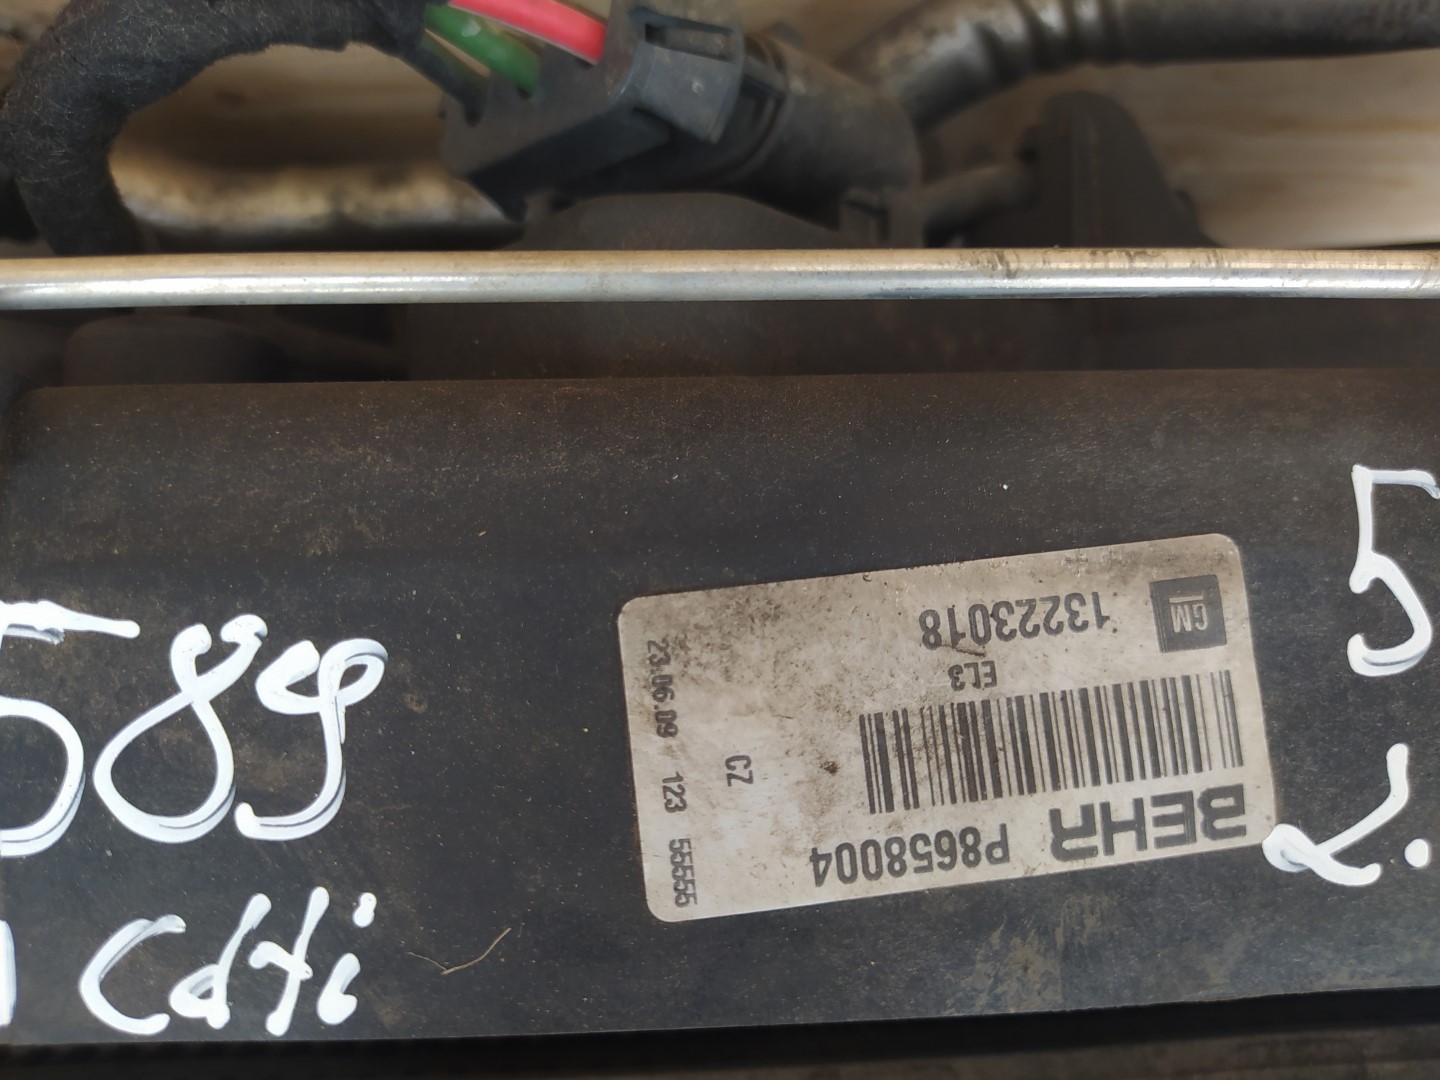 BEHR P8658004
EL3
GM 13223018
CZ
23.06.09 123 55555
589
Cdti
5
2.